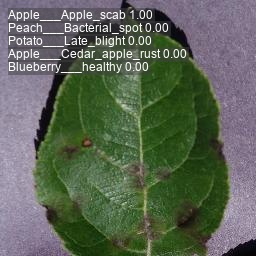 Apple___Apple_scab 1.00
Peach___Bacterial_spot 0.00
Potato___Late_blight 0.00
Apple___Cedar_apple_rust 0.00
Blueberry___healthy 0.00